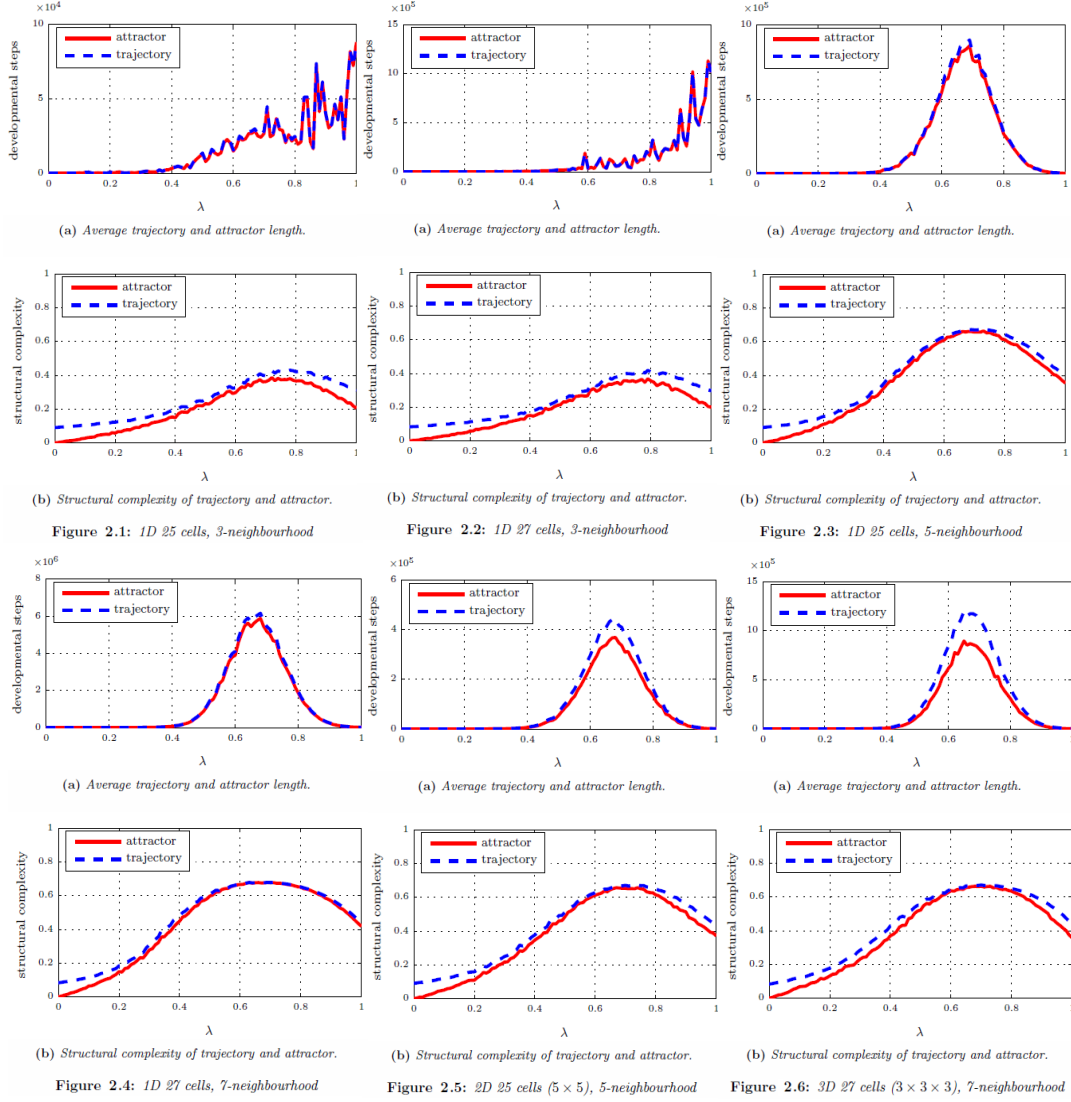 ×10⁴
10
5
0
0 0.2 0.4 0.6 0.8 1
developmental steps
λ
attractor
trajectory
(a) Average trajectory and attractor length.
×10⁵
15
10
5
0
0 0.2 0.4 0.6 0.8 1
developmental steps
λ
attractor
trajectory
(a) Average trajectory and attractor length.
×10⁵
10
5
0
0 0.2 0.4 0.6 0.8 1
developmental steps
λ
attractor
trajectory
(a) Average trajectory and attractor length.
1
0.8
0.6
0.4
0.2
0
0 0.2 0.4 0.6 0.8 1
structural complexity
λ
attractor
trajectory
(b) Structural complexity of trajectory and attractor.
Figure 2.1: 1D 25 cells, 3-neighbourhood
1
0.8
0.6
0.4
0.2
0
0 0.2 0.4 0.6 0.8 1
structural complexity
λ
attractor
trajectory
(b) Structural complexity of trajectory and attractor.
Figure 2.2: 1D 27 cells, 3-neighbourhood
1
0.8
0.6
0.4
0.2
0
0 0.2 0.4 0.6 0.8 1
structural complexity
λ
attractor
trajectory
(b) Structural complexity of trajectory and attractor.
Figure 2.3: 1D 25 cells, 5-neighbourhood
×10⁶
8
6
4
2
0
0 0.2 0.4 0.6 0.8 1
developmental steps
λ
attractor
trajectory
(a) Average trajectory and attractor length.
×10⁵
6
4
2
0
0 0.2 0.4 0.6 0.8 1
developmental steps
λ
attractor
trajectory
(a) Average trajectory and attractor length.
×10⁵
15
10
5
0
0 0.2 0.4 0.6 0.8
developmental steps
λ
attractor
trajectory
(a) Average trajectory and attractor length.
1
0.8
0.6
0.4
0.2
0
0 0.2 0.4 0.6 0.8 1
structural complexity
λ
attractor
trajectory
(b) Structural complexity of trajectory and attractor.
Figure 2.4: 1D 27 cells, 7-neighbourhood
1
0.8
0.6
0.4
0.2
0
0 0.2 0.4 0.6 0.8 1
structural complexity
λ
attractor
trajectory
(b) Structural complexity of trajectory and attractor.
Figure 2.5: 2D 25 cells (5 × 5), 5-neighbourhood
1
0.8
0.6
0.4
0.2
0
0 0.2 0.4 0.6 0.8 1
structural complexity
λ
attractor
trajectory
(b) Structural complexity of trajectory and attractor.
Figure 2.6: 3D 27 cells (3 × 3 × 3), 7-neighbourhood